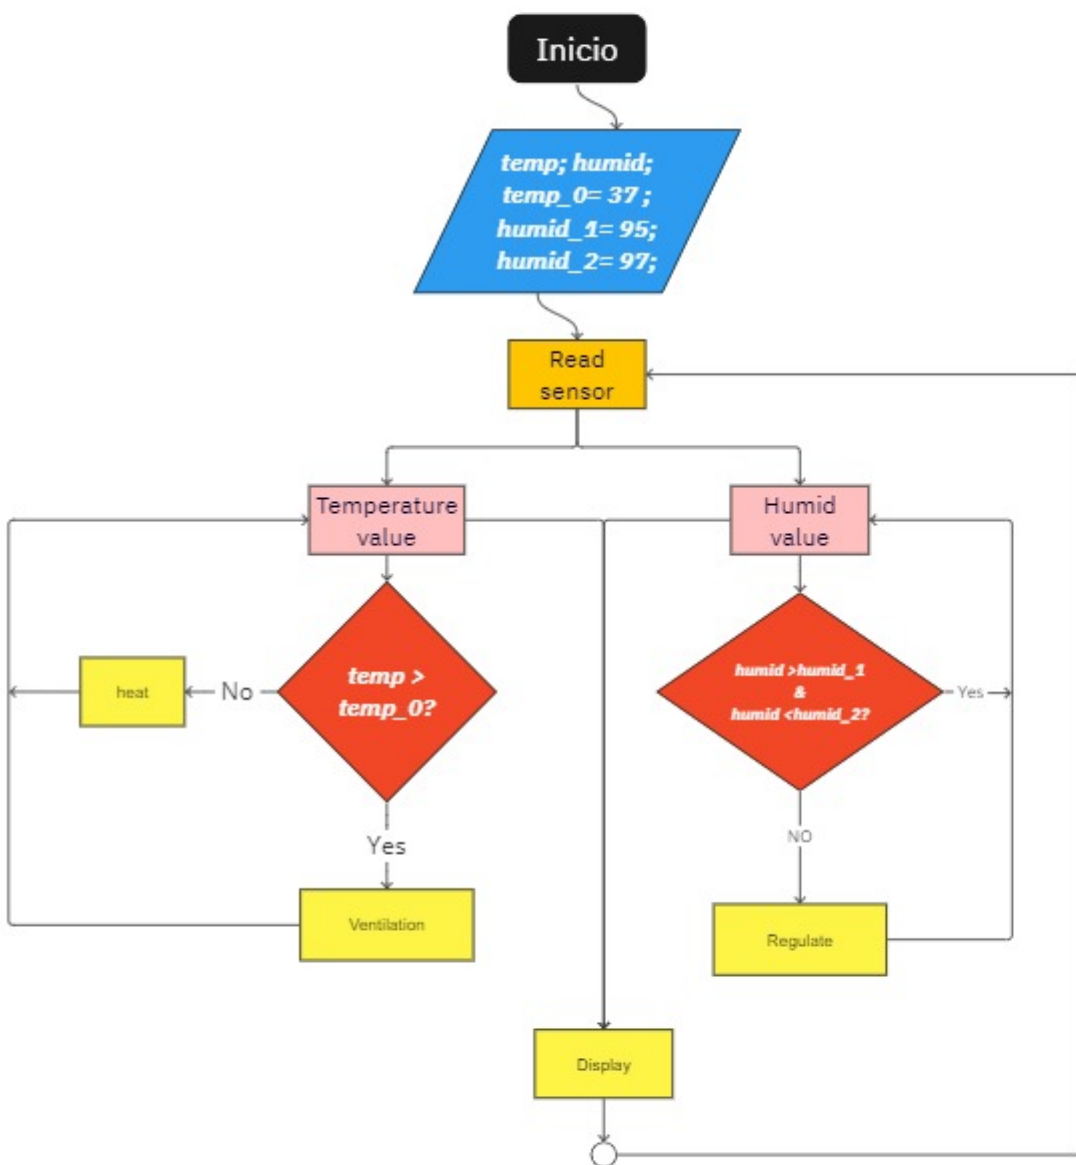 Inicio
temp; humid;
temp_0= 37 ;
humid_1= 95;
humid_2= 97;
Read
sensor
Temperature
value
Humid
value
temp >
temp_0?
heat
No
Yes
Ventilation
humid >humid_1
&
humid <humid_2?
Yes
NO
Regulate
Display